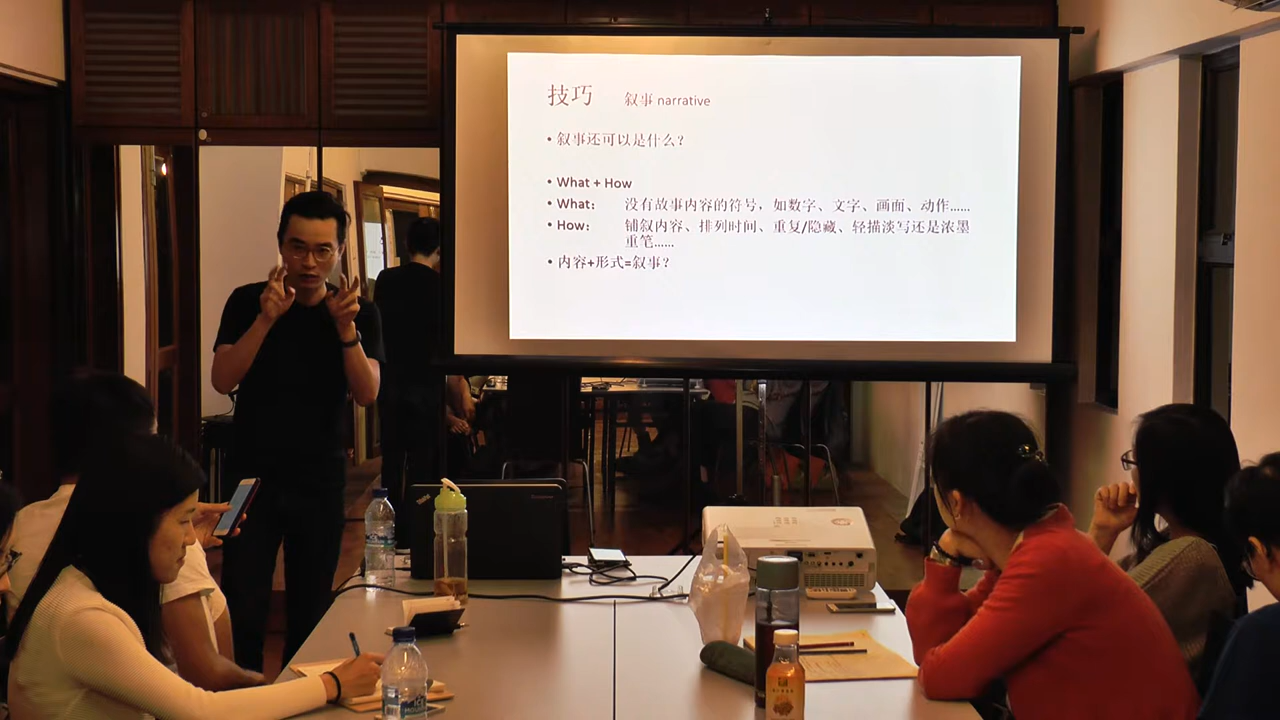 技巧 叙事 narrative
• 叙事还可以是什么？
• What + How
• What： 没有故事内容的符号，如数字、文字、画面、动作……
• How： 铺叙内容、排列时间、重复/隐藏、轻描淡写还是浓墨
重笔……
• 内容+形式=叙事？